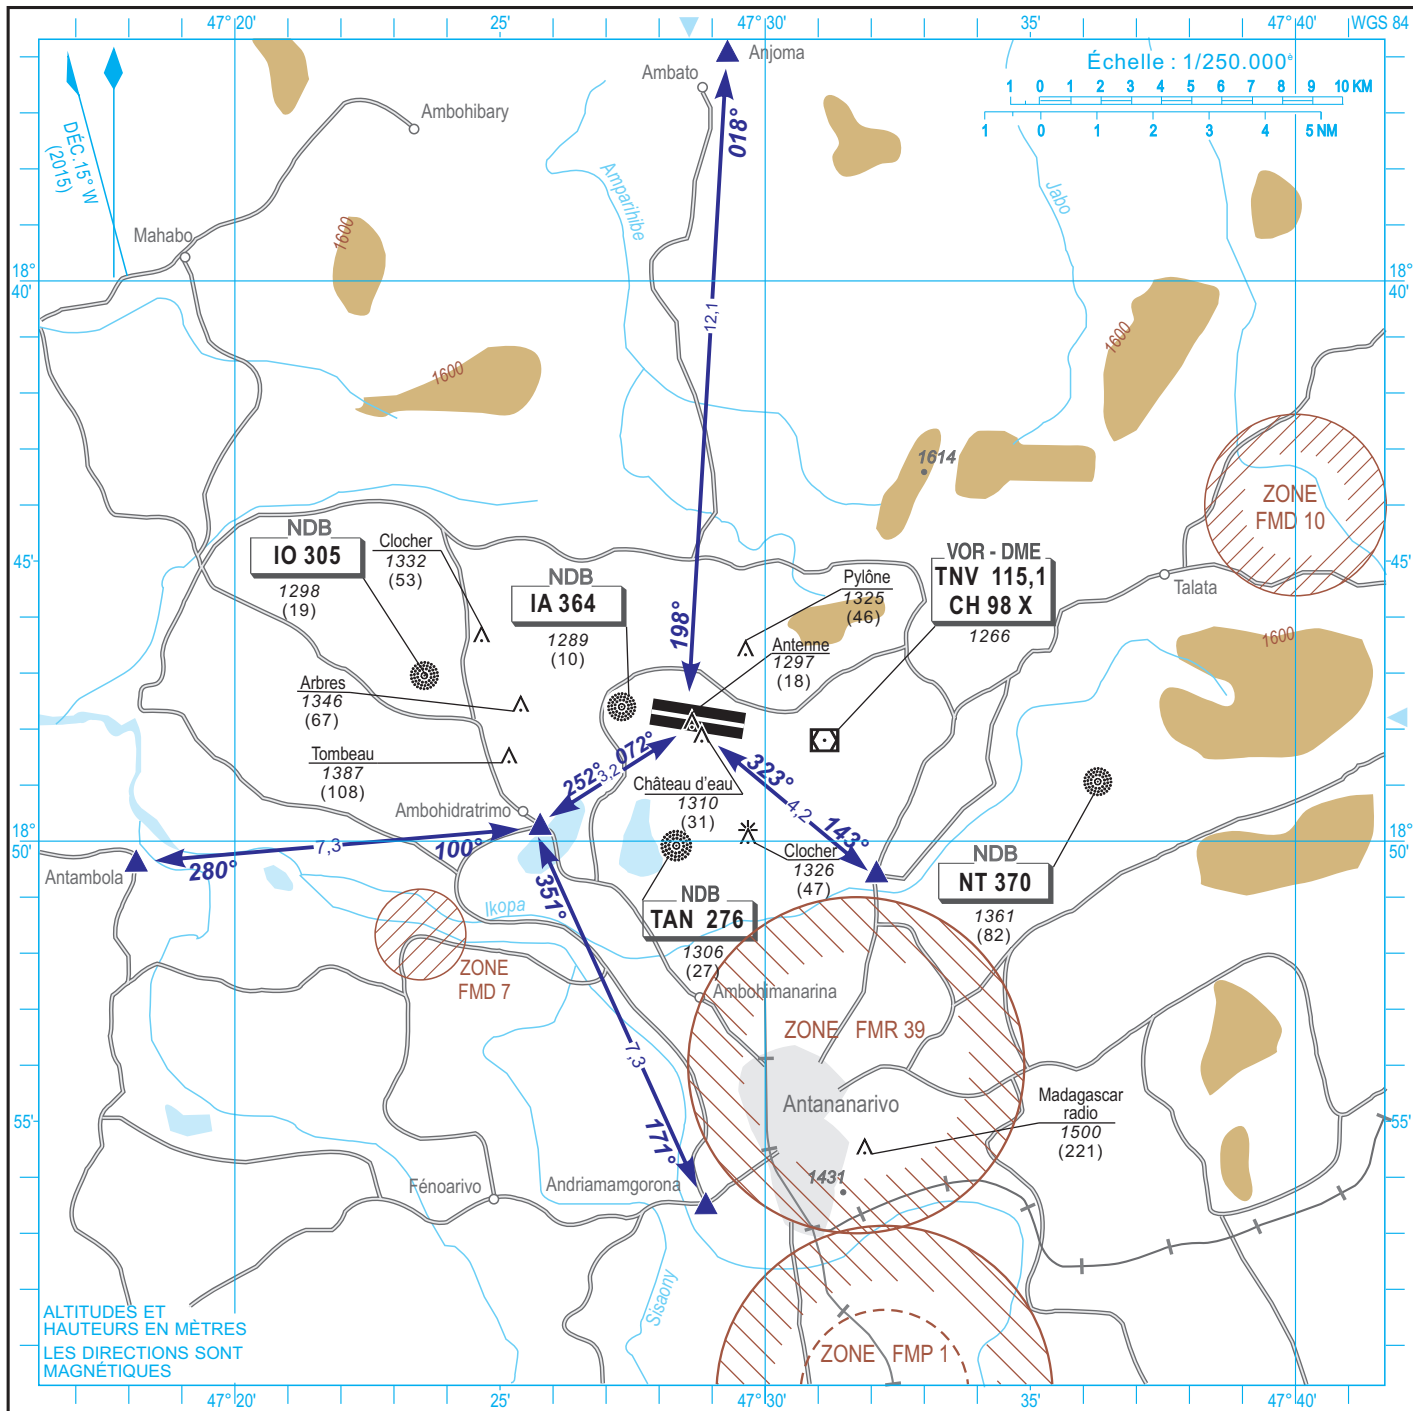 47° 20'
25'
47° 30'
35'
47° 40'
WGS 84
Anjoma
Échelle : 1/250.000è
1 0 1 2 3 4 5 6 7 8 9 10 KM
1 0 1 2 3 4 5 NM
Ambato
Ambohibary
018°
DÉC.15° W
(2015)
Amparihibe
Jabo
Mahabo
1600
18°
40'
18°
40'
12,1
1600
1600
1614
ZONE
FMD 10
NDB
IO 305
1298
(19)
Clocher
1332
(53)
NDB
IA 364
1289
(10)
Pylône
1325
(46)
VOR - DME
TNV 115,1
CH 98 X
1266
45'
45'
Talata
198°
Antenne
1297
(18)
1600
Arbres
1346
(67)
Tombeau
1387
(108)
252°
3,2
072°
323°
4,2
143°
Château d'eau
1310
(31)
Ambohidratrimo
7,3
100°
280°
Antambola
18°
50'
18°
50'
Clocher
1326
(47)
NDB
NT 370
1361
(82)
351°
Ikopa
NDB
TAN 276
1306
(27)
ZONE
FMD 7
Ambohimanarina
ZONE FMR 39
7,3
Antananarivo
Madagascar
radio
1500
(221)
55'
55'
171°
Fénoarivo
Andriamamgorona
1431
Sisaony
ALTITUDES ET
HAUTEURS EN MÈTRES
LES DIRECTIONS SONT
MAGNÉTIQUES
ZONE FMP 1
47° 20'
25'
47° 30'
35'
47° 40'